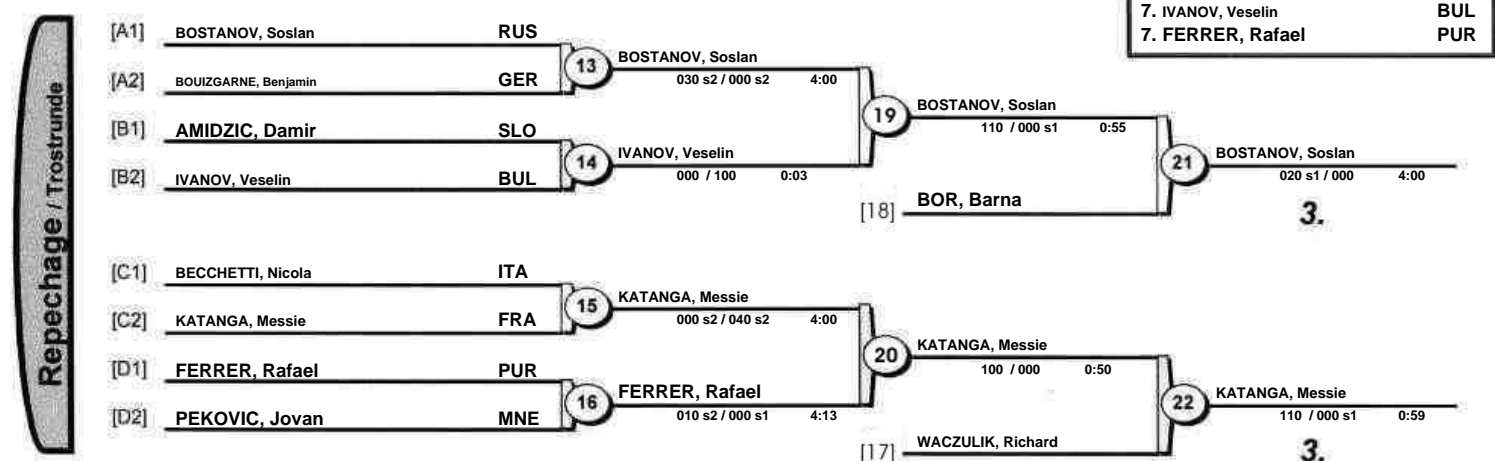 7. IVANOV, Veselin BUL
7. FERRER, Rafael PUR
Repechage / Trostrunde
[A1] BOSTANOV, Soslan RUS
13 BOSTANOV, Soslan
030 s2 / 000 s2 4:00
[A2] BOUIZGARNE, Benjamin GER
19 BOSTANOV, Soslan
110 / 000 s1 0:55
[B1] AMIDZIC, Damir SLO
14 IVANOV, Veselin
000 / 100 0:03
21 BOSTANOV, Soslan
020 s1 / 000 4:00
[B2] IVANOV, Veselin BUL
[18] BOR, Barna
3.
[C1] BECCHETTI, Nicola ITA
15 KATANGA, Messie
000 s2 / 040 s2 4:00
[C2] KATANGA, Messie FRA
20 KATANGA, Messie
100 / 000 0:50
[D1] FERRER, Rafael PUR
16 FERRER, Rafael
010 s2 / 000 s1 4:13
22 KATANGA, Messie
110 / 000 s1 0:59
[D2] PEKOVIC, Jovan MNE
[17] WACZULIK, Richard
3.